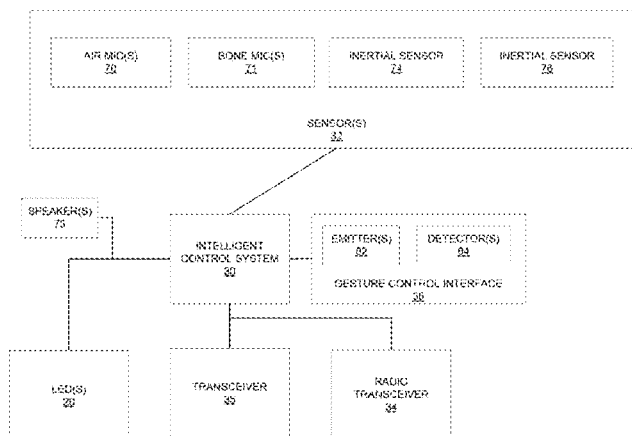 AIR MIC(S)
70
BONE MIC(S)
71
INERTIAL SENSOR
74
INERTIAL SENSOR
76
SENSOR(S)
32
SPEAKER(S)
73
INTELLIGENT
CONTROL SYSTEM
30
EMITTER(S)
82
DETECTOR(S)
84
GESTURE CONTROL INTERFACE
36
LED(S)
20
TRANSCEIVER
35
RADIO
TRANSCEIVER
34